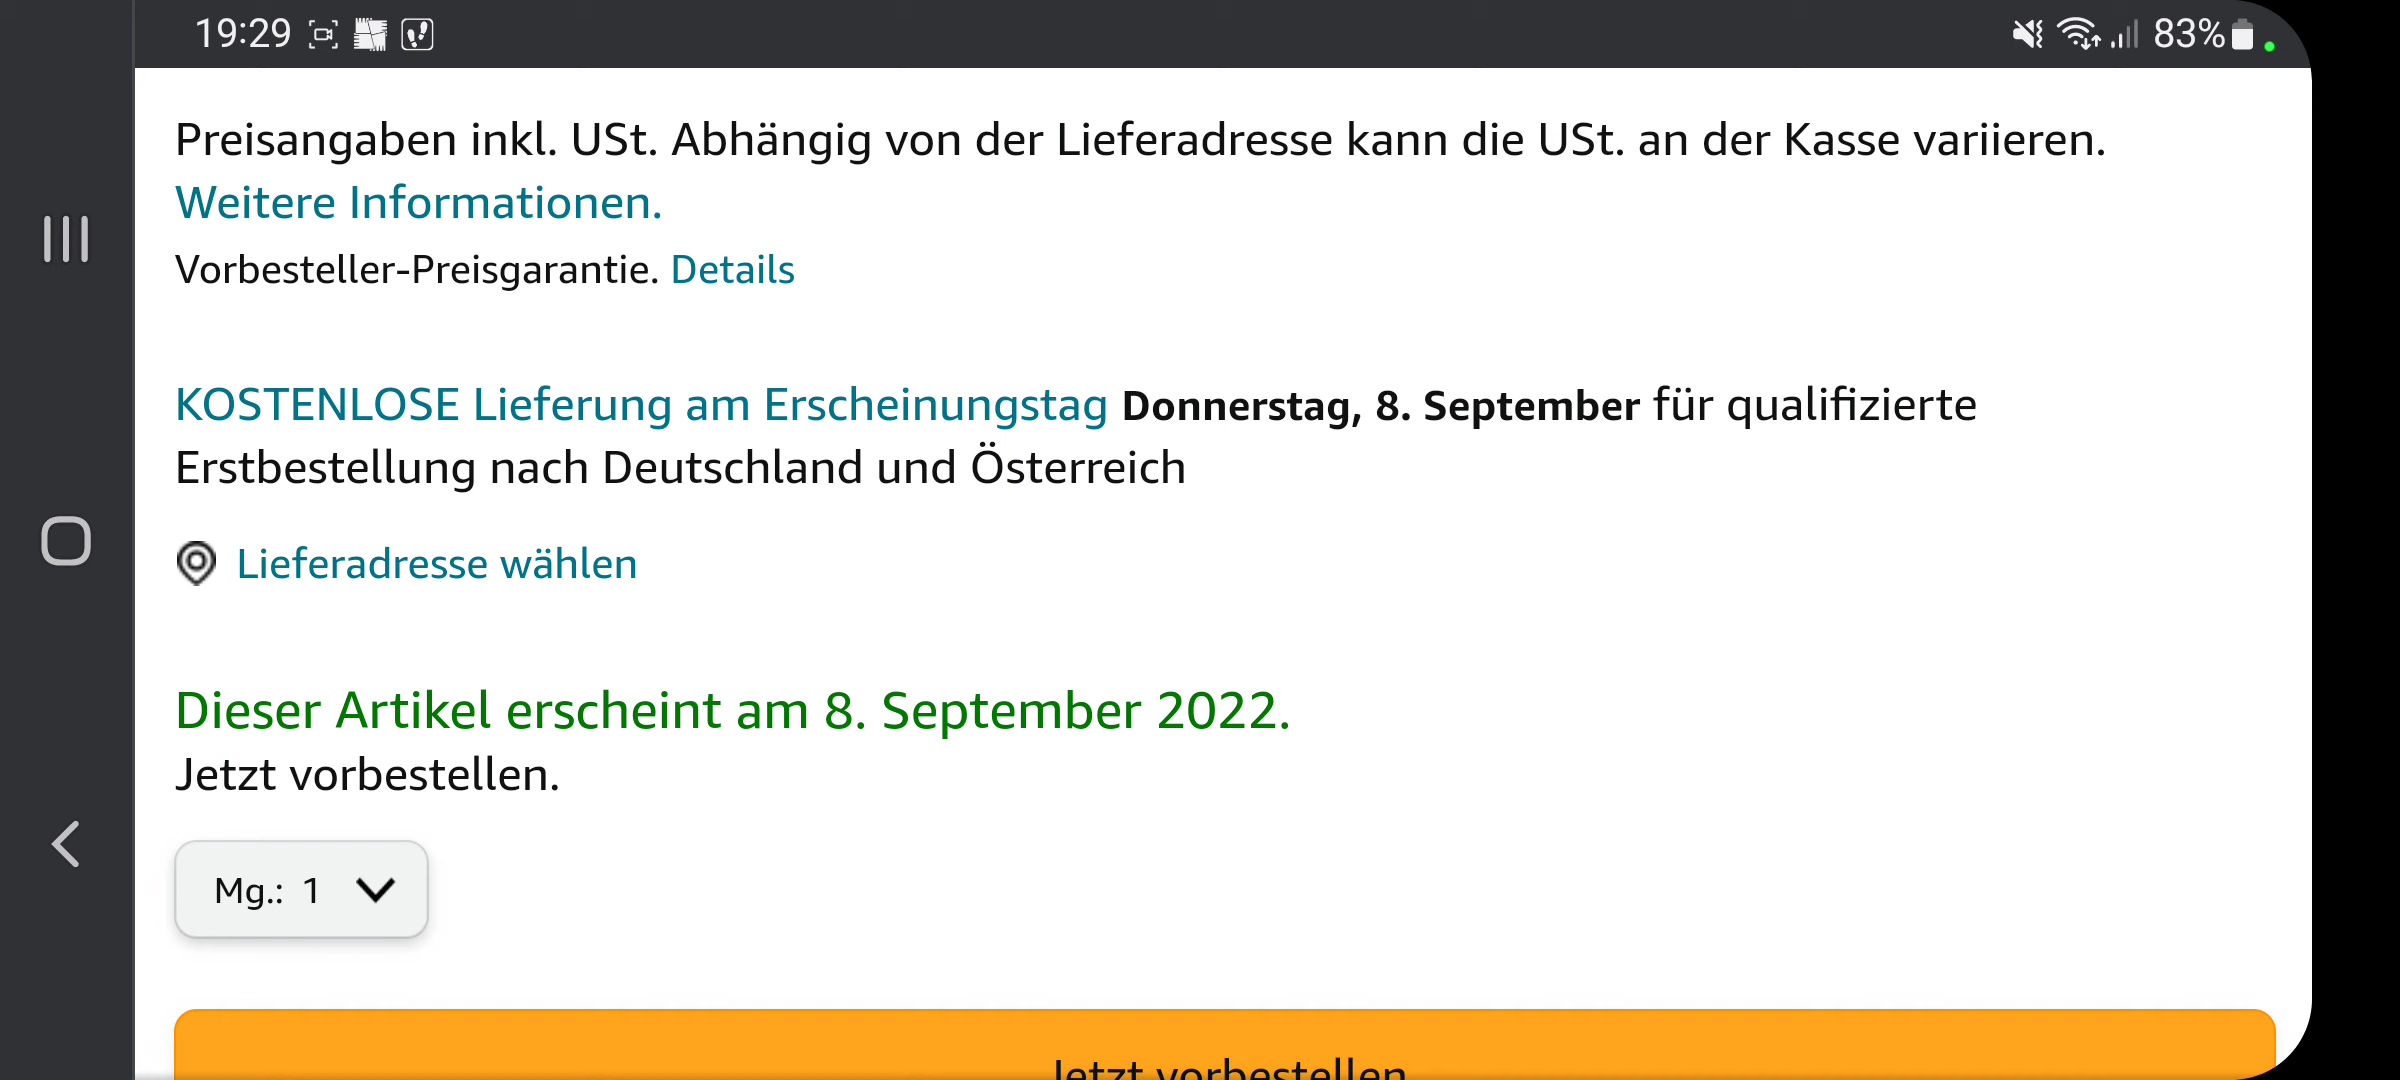 19:29
83%
Preisangaben inkl. USt. Abhängig von der Lieferadresse kann die USt. an der Kasse variieren.
Weitere Informationen.
Vorbesteller-Preisgarantie. Details
KOSTENLOSE Lieferung am Erscheinungstag Donnerstag, 8. September für qualifizierte
Erstbestellung nach Deutschland und Österreich
Lieferadresse wählen
Dieser Artikel erscheint am 8. September 2022.
Jetzt vorbestellen.
Mg.: 1
Jetzt vorbestellen